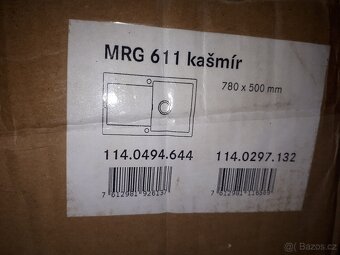 MRG 611 kašmír
780 x 500 mm
114.0494.644 114.0297.132
Bazos.cz